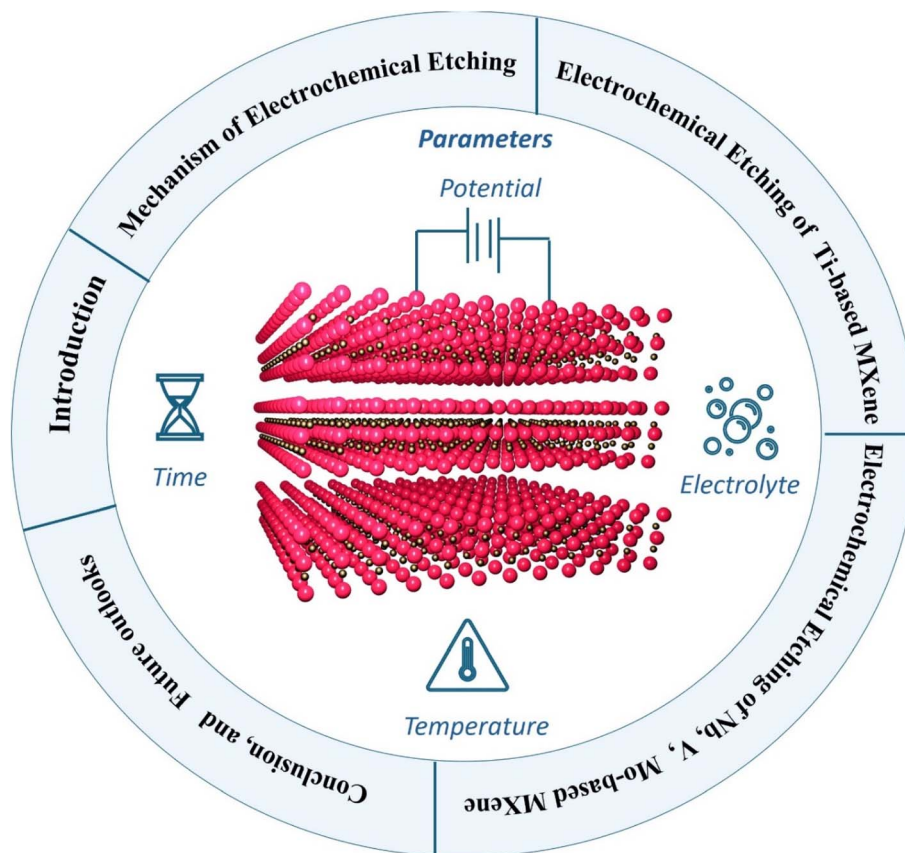 Introduction
Mechanism of Electrochemical Etching
Electrochemical Etching of Ti-based MXene
Electrochemical Etching of Nb, V, Mo-based MXene
Conclusion, and Future outlooks
Parameters
Potential
Time
Electrolyte
Temperature